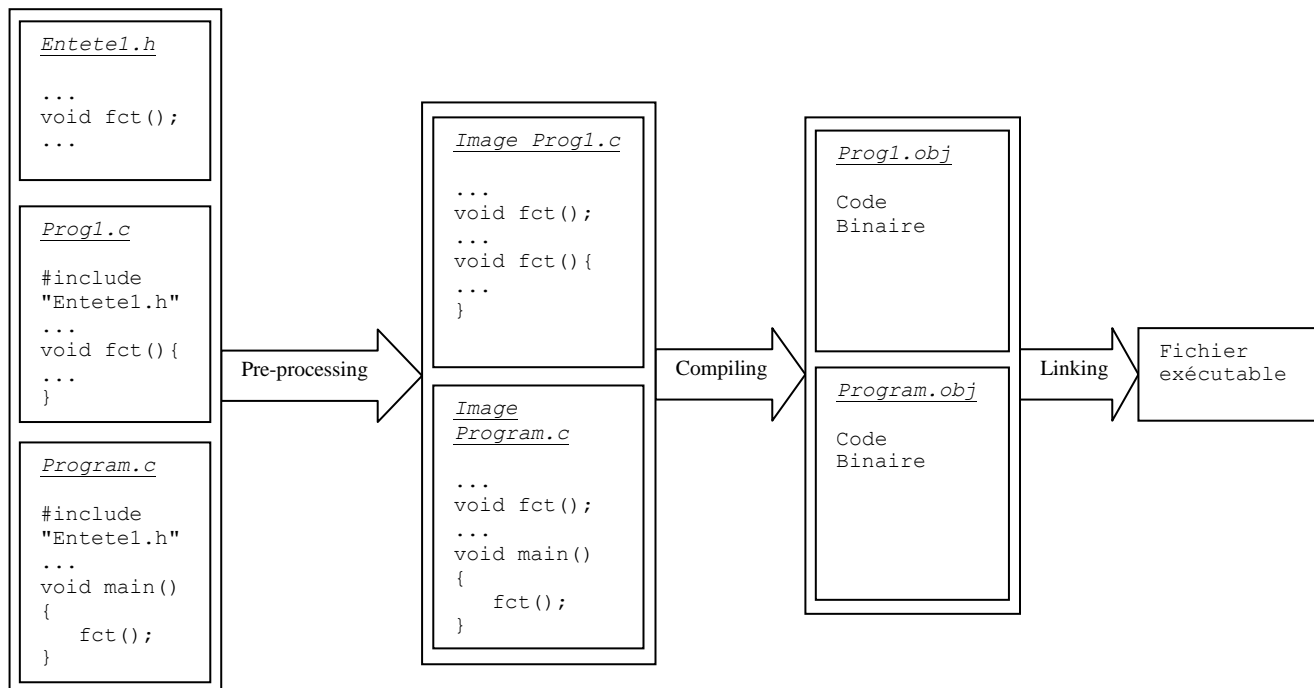 Entete1.h
...
void fct();
...
Prog1.c
#include
"Entete1.h"
...
void fct(){
...
}
Program.c
#include
"Entete1.h"
...
void main()
{
fct();
}
Pre-processing
Image Prog1.c
...
void fct();
...
void fct(){
...
}
Image
Program.c
...
void fct();
...
void main()
{
fct();
}
Compiling
Prog1.obj
Code
Binaire
Program.obj
Code
Binaire
Linking
Fichier
exécutable